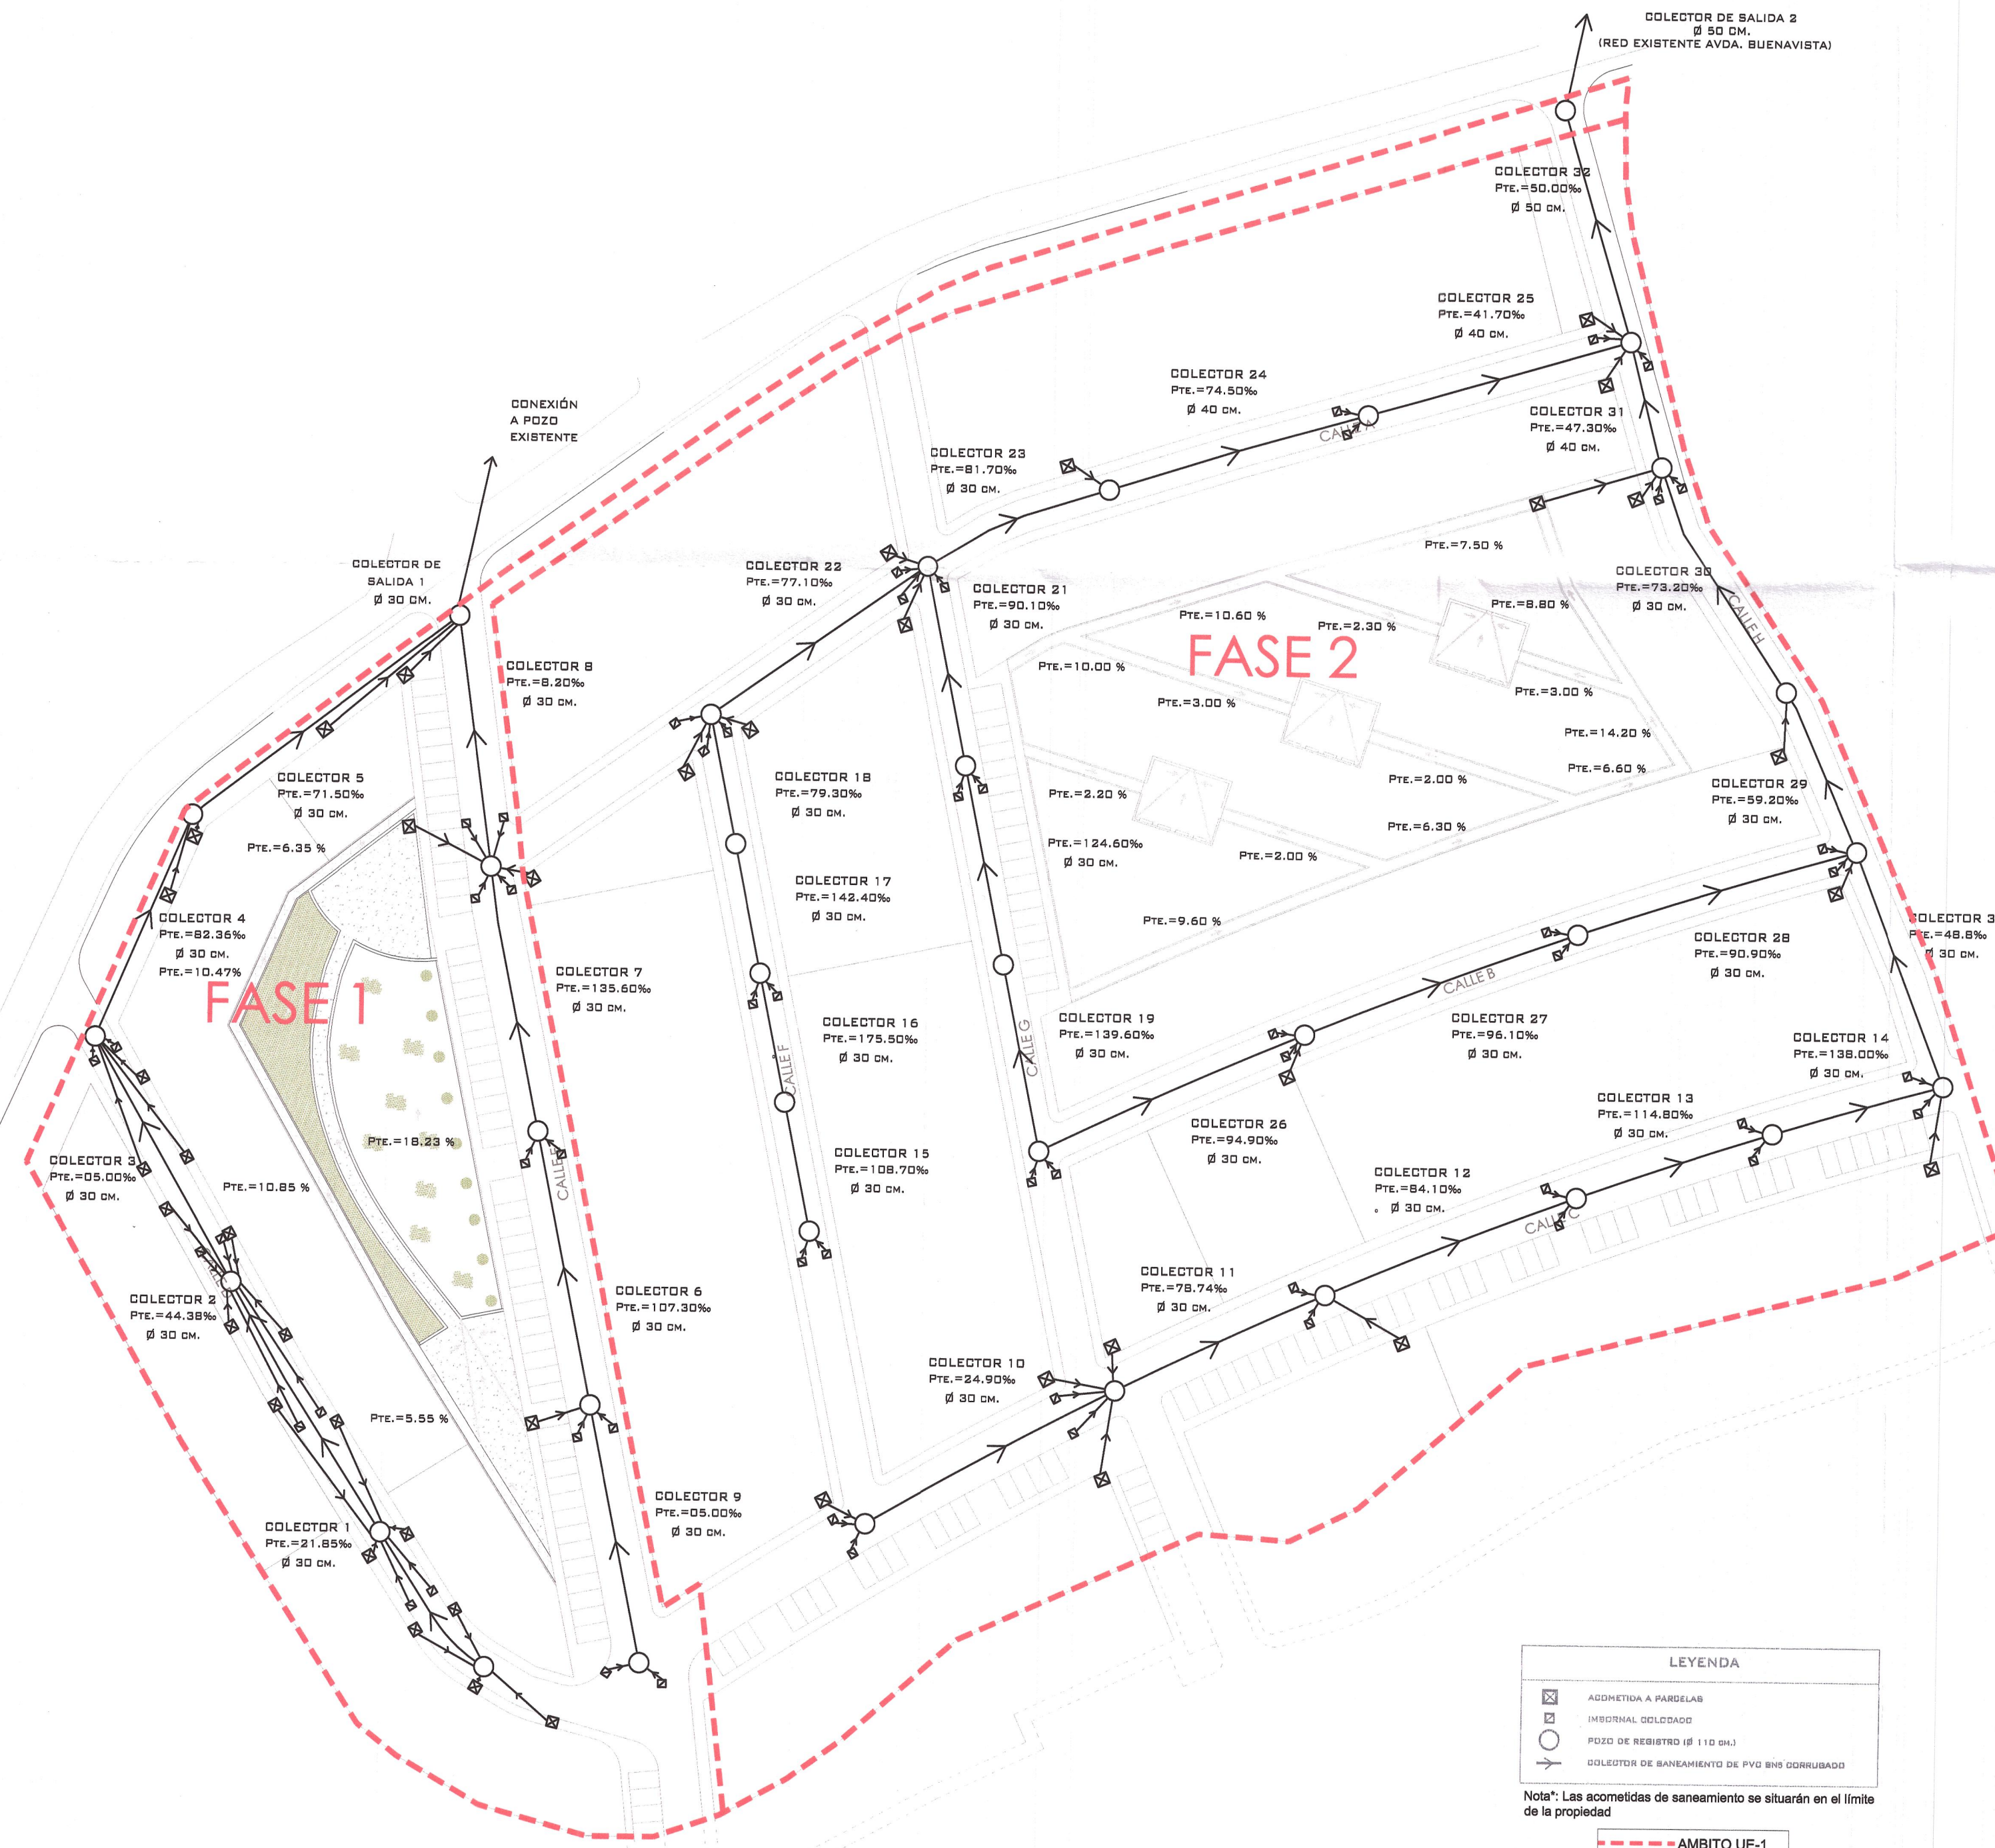 COLECTOR DE SALIDA 2
Ø 50 CM.
(RED EXISTENTE AVDA. BUENAVISTA)
COLECTOR 32
PTE.=50.00‰
Ø 50 CM.
COLECTOR 25
PTE.=41.70‰
Ø 40 CM.
COLECTOR 24
PTE.=74.50‰
Ø 40 CM.
CALLE A
COLECTOR 31
PTE.=47.30‰
Ø 40 CM.
CONEXIÓN
A POZO
EXISTENTE
COLECTOR 23
PTE.=81.70‰
Ø 30 CM.
COLECTOR DE
SALIDA 1
Ø 30 CM.
COLECTOR 22
PTE.=77.10‰
Ø 30 CM.
COLECTOR 21
PTE.=90.10‰
Ø 30 CM.
PTE.=7.50 %
COLECTOR 30
PTE.=73.20‰
Ø 30 CM.
CALLE H
PTE.=10.60 %
PTE.=2.30 %
PTE.=8.80 %
FASE 2
PTE.=10.00 %
PTE.=3.00 %
PTE.=3.00 %
PTE.=14.20 %
PTE.=6.60 %
COLECTOR 8
PTE.=8.20‰
Ø 30 CM.
COLECTOR 5
PTE.=71.50‰
Ø 30 CM.
COLECTOR 18
PTE.=79.30‰
Ø 30 CM.
PTE.=2.20 %
PTE.=2.00 %
COLECTOR 29
PTE.=59.20‰
Ø 30 CM.
PTE.=6.35 %
PTE.=124.60‰
Ø 30 CM.
PTE.=2.00 %
PTE.=6.30 %
COLECTOR 17
PTE.=142.40‰
Ø 30 CM.
PTE.=9.60 %
COLECTOR 4
PTE.=82.36‰
Ø 30 CM.
PTE.=10.47%
FASE 1
COLECTOR 28
PTE.=90.90‰
Ø 30 CM.
COLECTOR 3
PTE.=48.8‰
Ø 30 CM.
COLECTOR 7
PTE.=135.60‰
Ø 30 CM.
CALLE B
COLECTOR 16
PTE.=175.50‰
Ø 30 CM.
CALLE F
COLECTOR 19
PTE.=139.60‰
Ø 30 CM.
CALLE G
COLECTOR 27
PTE.=96.10‰
Ø 30 CM.
COLECTOR 14
PTE.=138.00‰
Ø 30 CM.
COLECTOR 13
PTE.=114.80‰
Ø 30 CM.
PTE.=18.23 %
COLECTOR 3
PTE.=05.00‰
Ø 30 CM.
PTE.=10.85 %
CALLE E
COLECTOR 15
PTE.=108.70‰
Ø 30 CM.
COLECTOR 26
PTE.=94.90‰
Ø 30 CM.
COLECTOR 12
PTE.=84.10‰
Ø 30 CM.
CALLE C
COLECTOR 2
PTE.=44.38‰
Ø 30 CM.
COLECTOR 6
PTE.=107.30‰
Ø 30 CM.
COLECTOR 11
PTE.=78.74‰
Ø 30 CM.
COLECTOR 10
PTE.=24.90‰
Ø 30 CM.
PTE.=5.55 %
COLECTOR 9
PTE.=05.00‰
Ø 30 CM.
COLECTOR 1
PTE.=21.85‰
Ø 30 CM.
LEYENDA
ACOMETIDA A PARCELAS
IMBORNAL COLOCADO
POZO DE REGISTRO (Ø 110 CM.)
COLECTOR DE SANEAMIENTO DE PVC SN8 CORRUGADO
Nota*: Las acometidas de saneamiento se situarán en el límite
de la propiedad
AMBITO UE-1